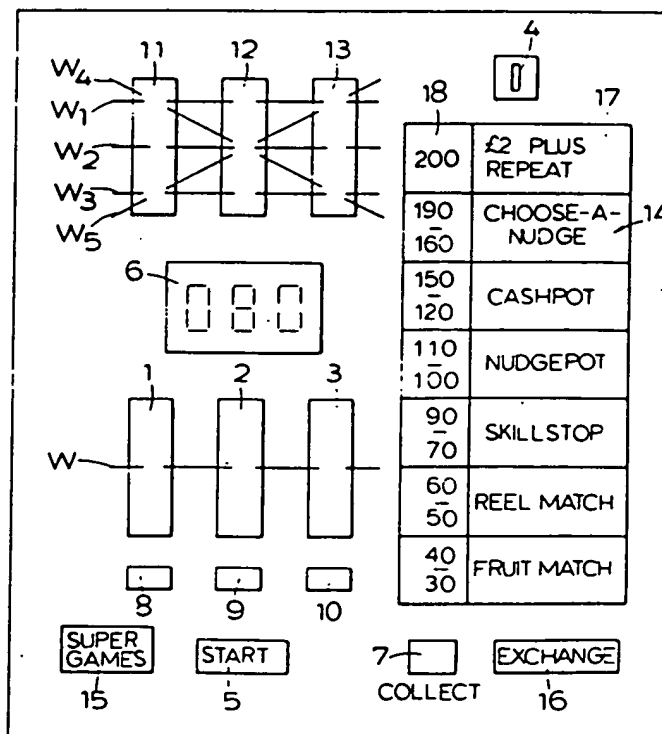 4
11 12 13
W4
W1
W2
W3
W5
18 17
200 £2 PLUS REPEAT
190 - 160 CHOOSE-A-NUDGE 14
150 - 120 CASHPOT
110 - 100 NUDGEPOT
90 - 70 SKILLSTOP
60 - 50 REEL MATCH
40 - 30 FRUIT MATCH
6
080
1 2 3
W
8 9 10
SUPER GAMES
15
START
5
7
COLLECT
EXCHANGE
16